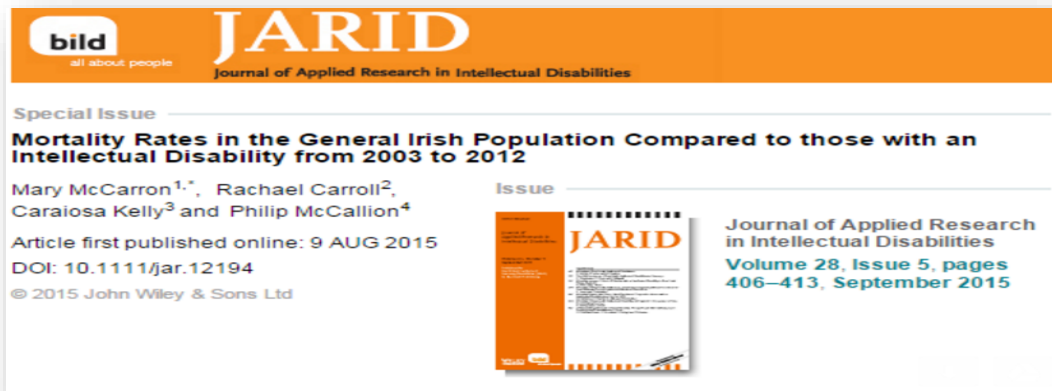 bild
all about people
JARID
Journal of Applied Research in Intellectual Disabilities
Special Issue
Mortality Rates in the General Irish Population Compared to those with an
Intellectual Disability from 2003 to 2012
Mary McCarron1,*, Rachael Carroll2,
Caraiosa Kelly3 and Philip McCallion4
Article first published online: 9 AUG 2015
DOI: 10.1111/jar.12194
© 2015 John Wiley & Sons Ltd
Issue
JARID
bild
Journal of Applied Research
in Intellectual Disabilities
Volume 28, Issue 5, pages
406–413, September 2015